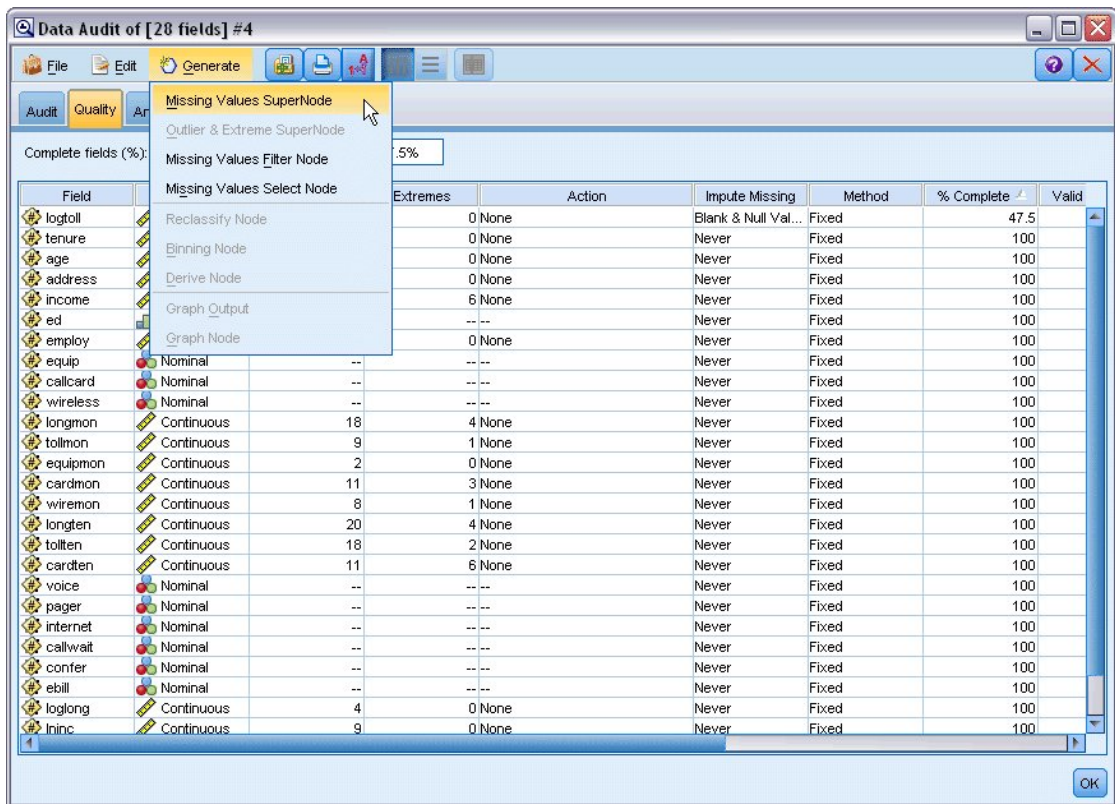 Data Audit of [28 fields] #4
File Edit Generate
Audit Quality An
Missing Values SuperNode
Outlier & Extreme SuperNode
Missing Values Filter Node
Missing Values Select Node
Reclassify Node
Binning Node
Derive Node
Graph Output
Graph Node
Complete fields (%): .5%
Field Extremes Action Impute Missing Method % Complete Valid
logtoll 0 None Blank & Null Val... Fixed 47.5
tenure 0 None Never Fixed 100
age 0 None Never Fixed 100
address 0 None Never Fixed 100
income 6 None Never Fixed 100
ed -- -- Never Fixed 100
employ 0 None Never Fixed 100
equip Nominal -- -- -- Never Fixed 100
callcard Nominal -- -- -- Never Fixed 100
wireless Nominal -- -- -- Never Fixed 100
longmon Continuous 18 4 None Never Fixed 100
tollmon Continuous 9 1 None Never Fixed 100
equipmon Continuous 2 0 None Never Fixed 100
cardmon Continuous 11 3 None Never Fixed 100
wiremon Continuous 8 1 None Never Fixed 100
longten Continuous 20 4 None Never Fixed 100
tollten Continuous 18 2 None Never Fixed 100
cardten Continuous 11 6 None Never Fixed 100
voice Nominal -- -- -- Never Fixed 100
pager Nominal -- -- -- Never Fixed 100
internet Nominal -- -- -- Never Fixed 100
callwait Nominal -- -- -- Never Fixed 100
confer Nominal -- -- -- Never Fixed 100
ebill Nominal -- -- -- Never Fixed 100
loglong Continuous 4 0 None Never Fixed 100
lninc Continuous 9 0 None Never Fixed 100
OK